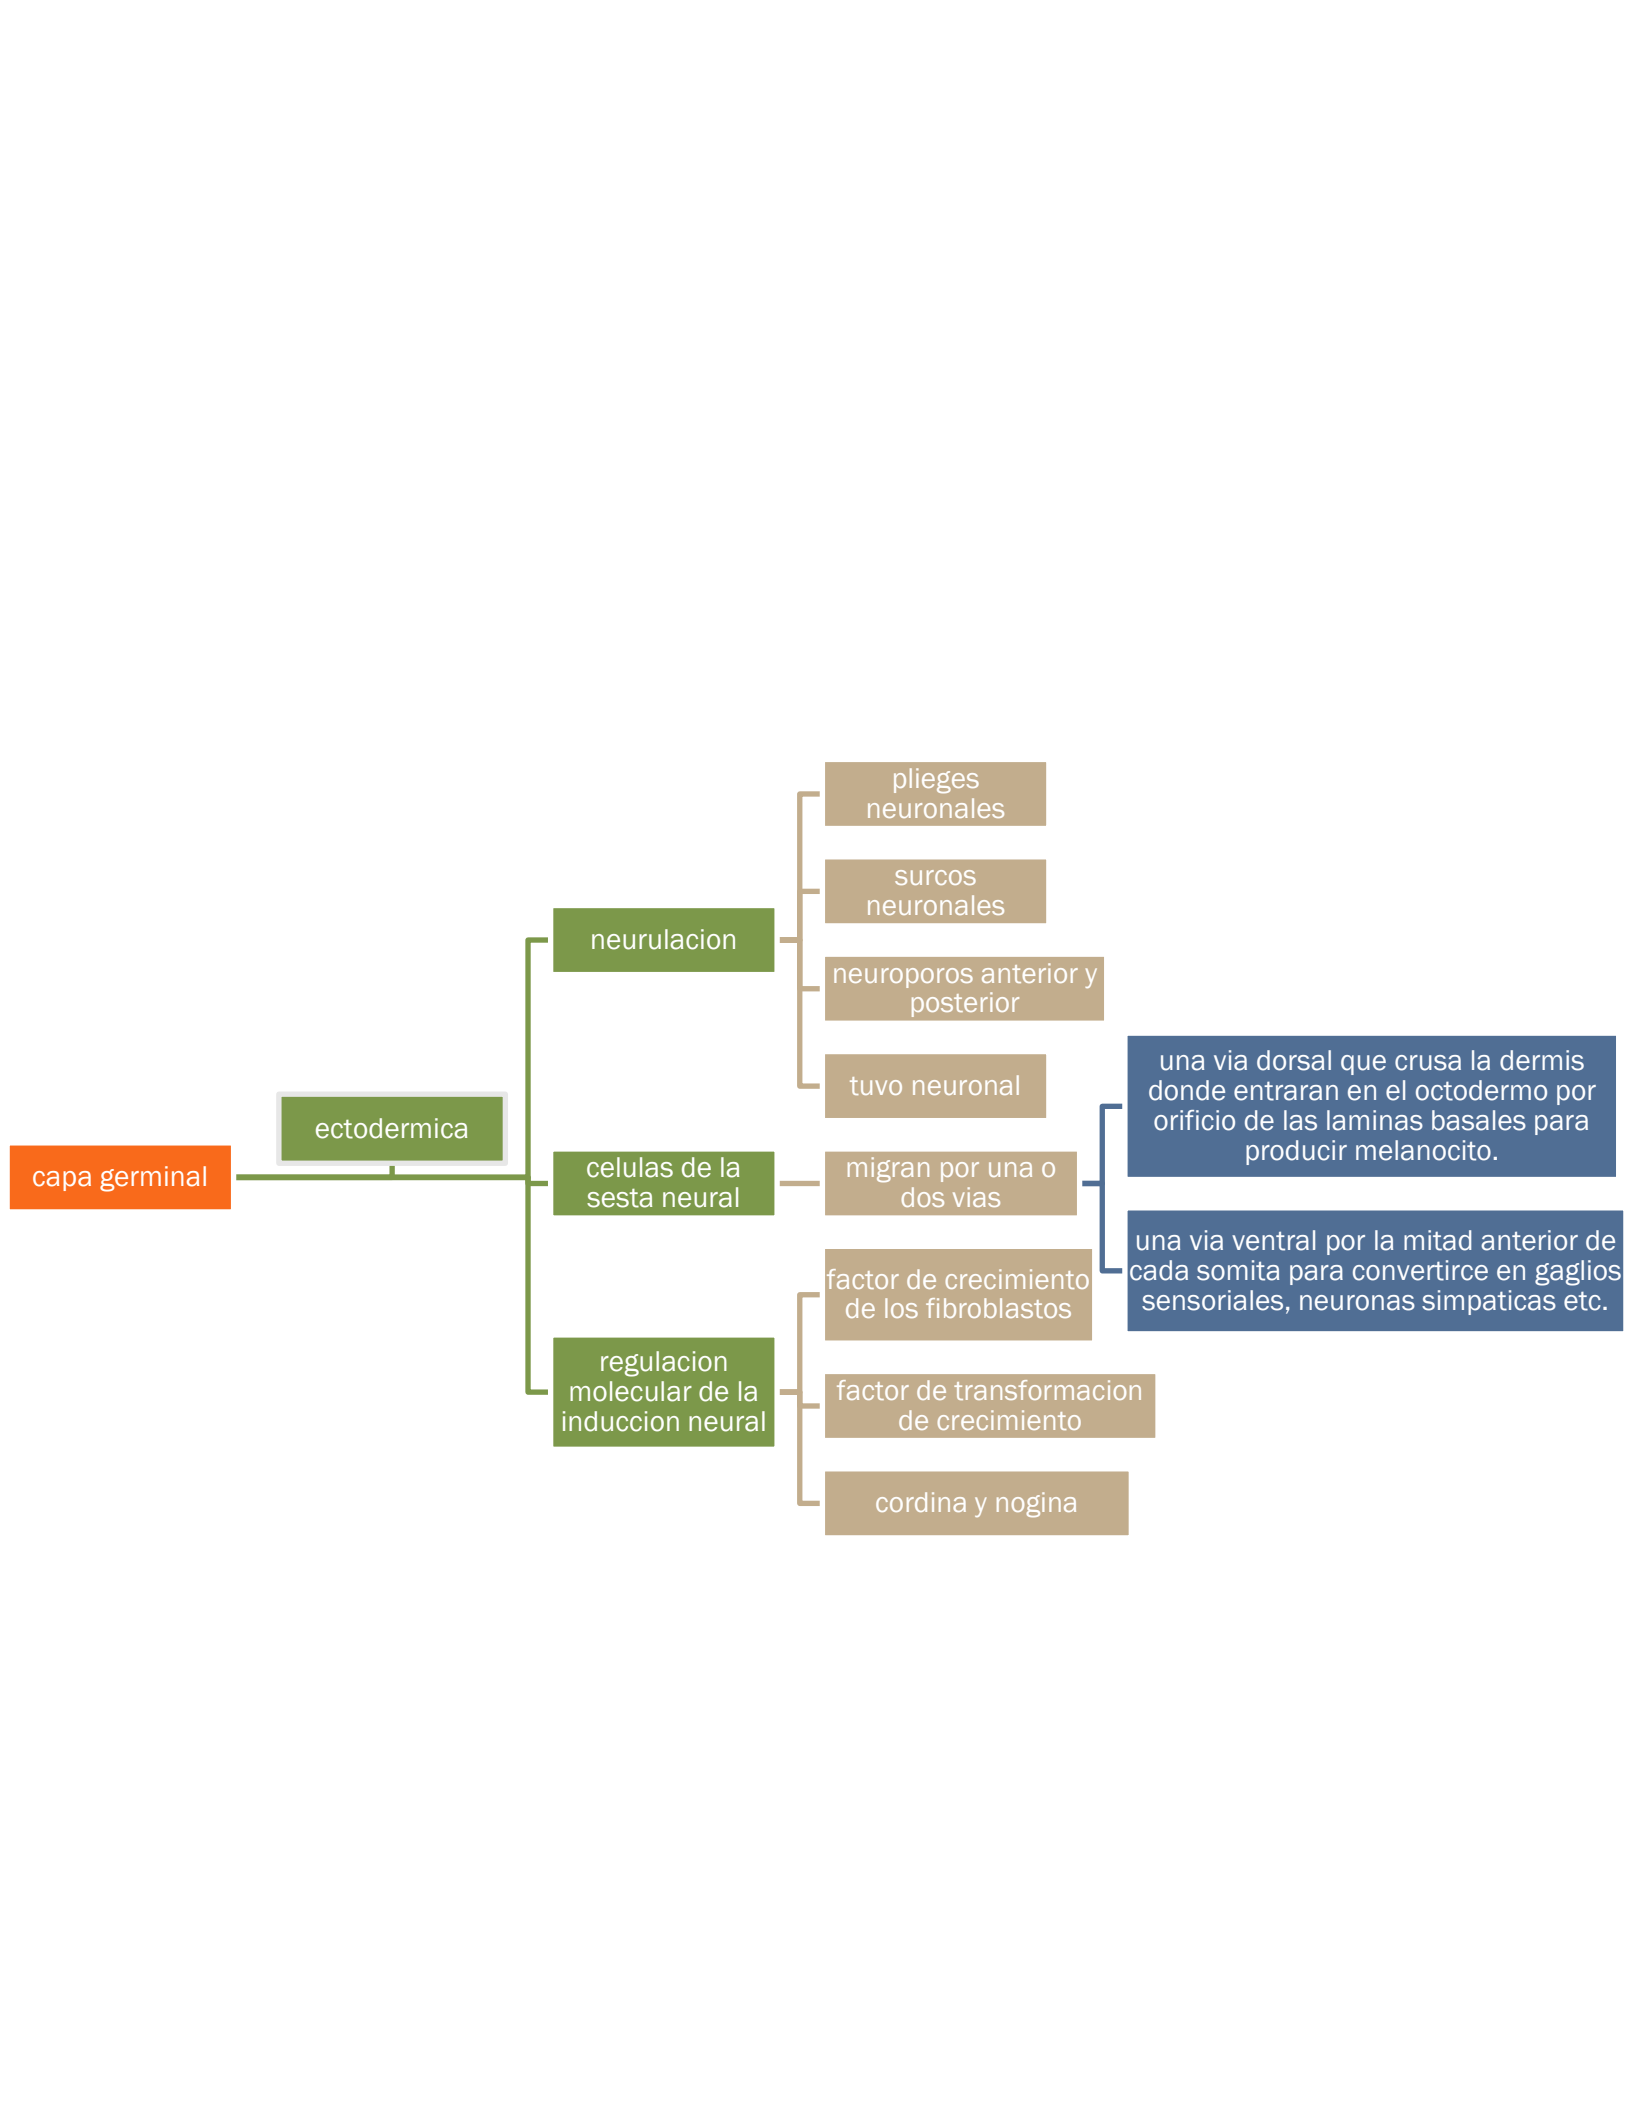 capa germinal
ectodermica
neurulacion
plieges
neuronales
surcos
neuronales
neuroporos anterior y
posterior
tuvo neuronal
celulas de la
sesta neural
migran por una o
dos vias
una via dorsal que crusa la dermis
donde entraran en el octodermo por
orificio de las laminas basales para
producir melanocito.
una via ventral por la mitad anterior de
cada somita para convertirce en gaglios
sensoriales, neuronas simpaticas etc.
regulacion
molecular de la
induccion neural
factor de crecimiento
de los fibroblastos
factor de transformacion
de crecimiento
cordina y nogina